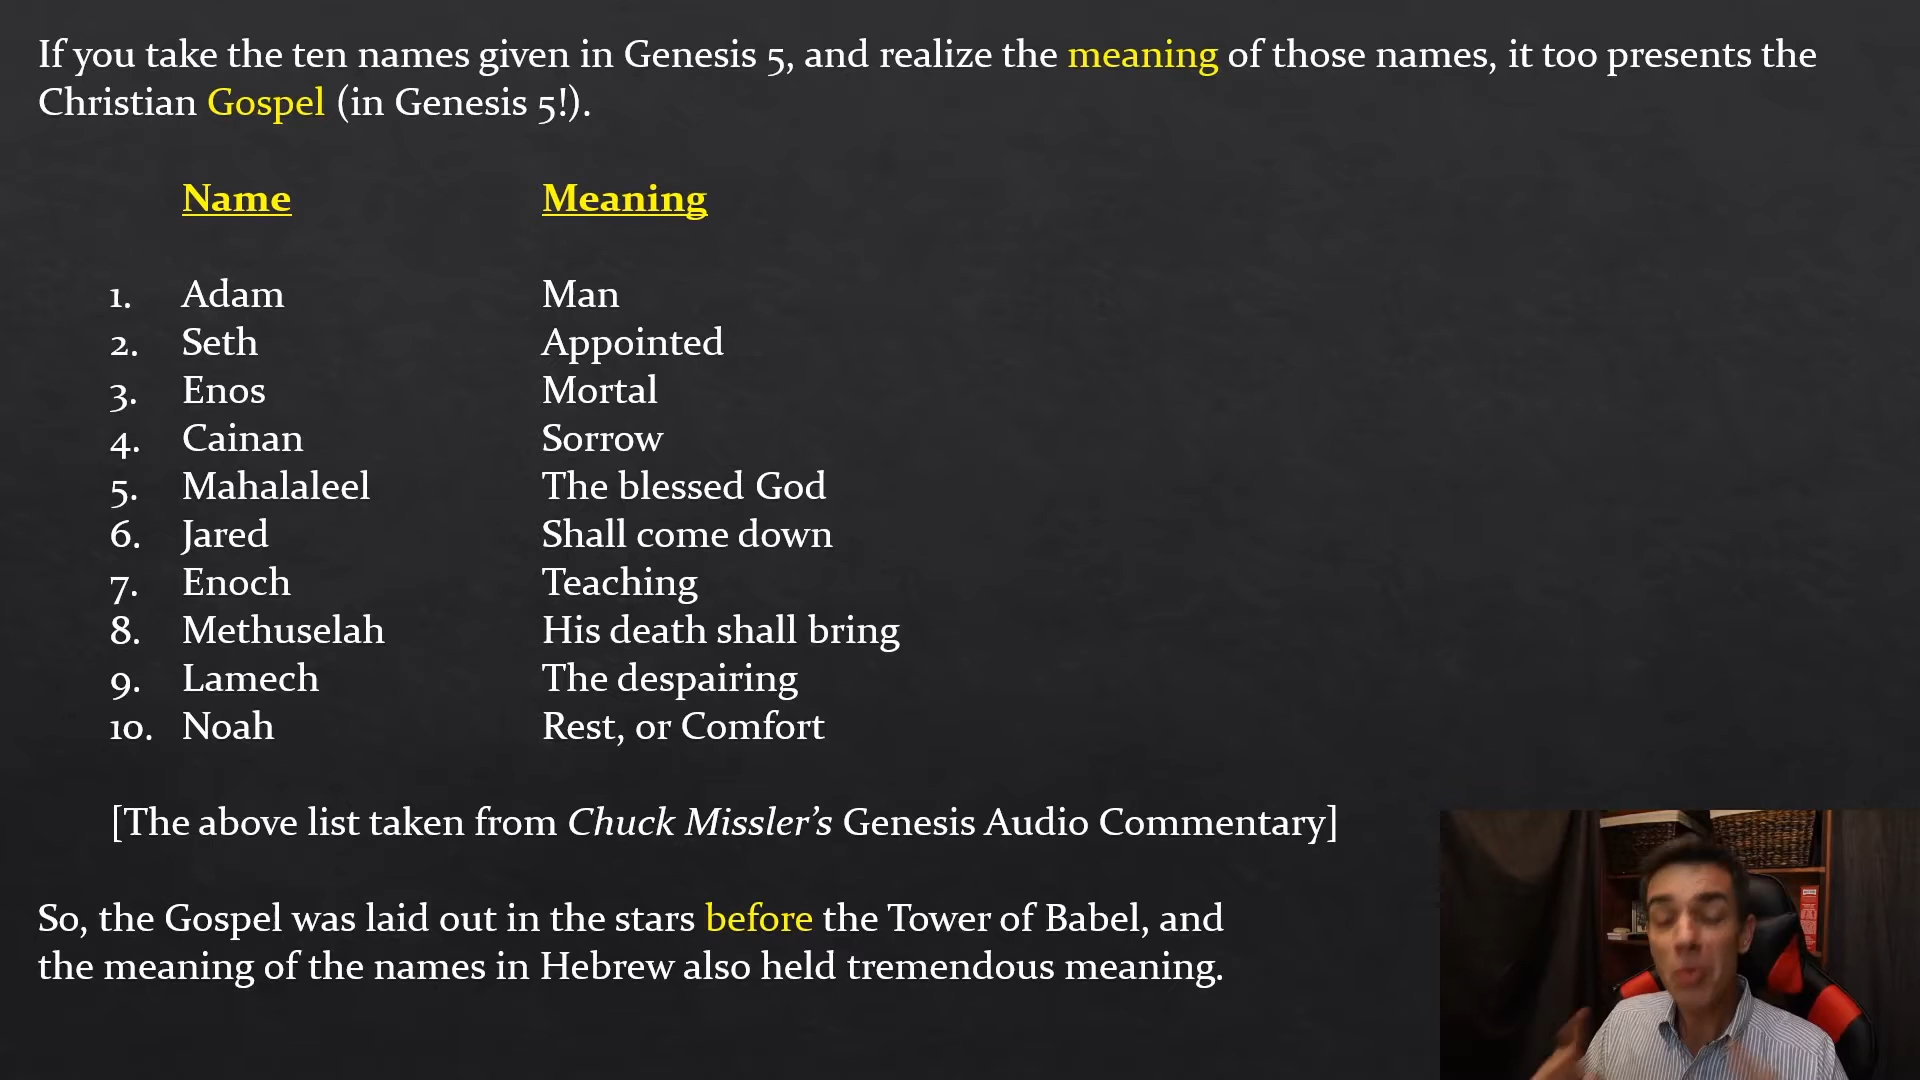 If you take the ten names given in Genesis 5, and realize the meaning of those names, it too presents the
Christian Gospel (in Genesis 5!).
Name Meaning
1. Adam Man
2. Seth Appointed
3. Enos Mortal
4. Cainan Sorrow
5. Mahalaleel The blessed God
6. Jared Shall come down
7. Enoch Teaching
8. Methuselah His death shall bring
9. Lamech The despairing
10. Noah Rest, or Comfort
[The above list taken from Chuck Missler’s Genesis Audio Commentary]
So, the Gospel was laid out in the stars before the Tower of Babel, and
the meaning of the names in Hebrew also held tremendous meaning.